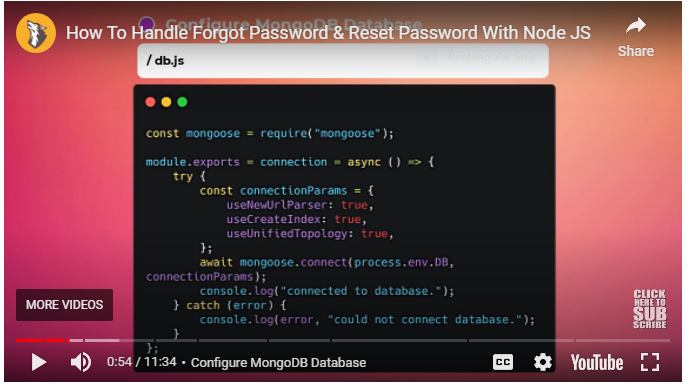 Configure MongoDB Database
How To Handle Forgot Password & Reset Password With Node JS
Share
/ db.js
Rectangular Snip
const mongoose = require("mongoose");
module.exports = connection = async () => {
try {
const connectionParams = {
useNewUrlParser: true,
useCreateIndex: true,
useUnifiedTopology: true,
};
await mongoose.connect(process.env.DB,
connectionParams);
console.log("connected to database.");
} catch (error) {
console.log(error, "could not connect database.");
}
};
MORE VIDEOS
CLICK
HERE TO
SUB
SCRIBE
0:54 / 11:34 • Configure MongoDB Database
CC
YouTube